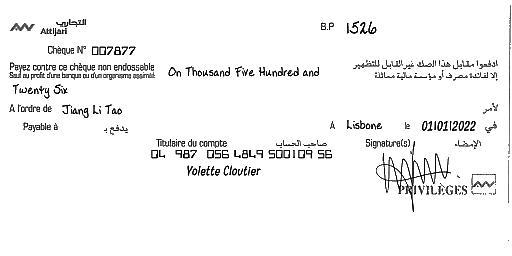 التجاري
Attijari
B.P 1526
Chèque N° 007877
Payez contre ce chèque non endossable
Sauf au profit d'une banque ou d'un organisme assimilé
On Thousand Five Hundred and
ادفعوا مقابل هذا الصك غير القابل للتظهير
إلا لفائدة مصرف أو مؤسسة مالية مماثلة
Twenty Six
A l'ordre de Jiang Li Tao لأمر
Payable à يدفع بـ
A Lisbone le 01/01/2022 في
Titulaire du compte صاحب الحساب
Signature(s) الإمضاء
04 987 056 4849 500109 56
Yolette Cloutier
PRIVILÈGES